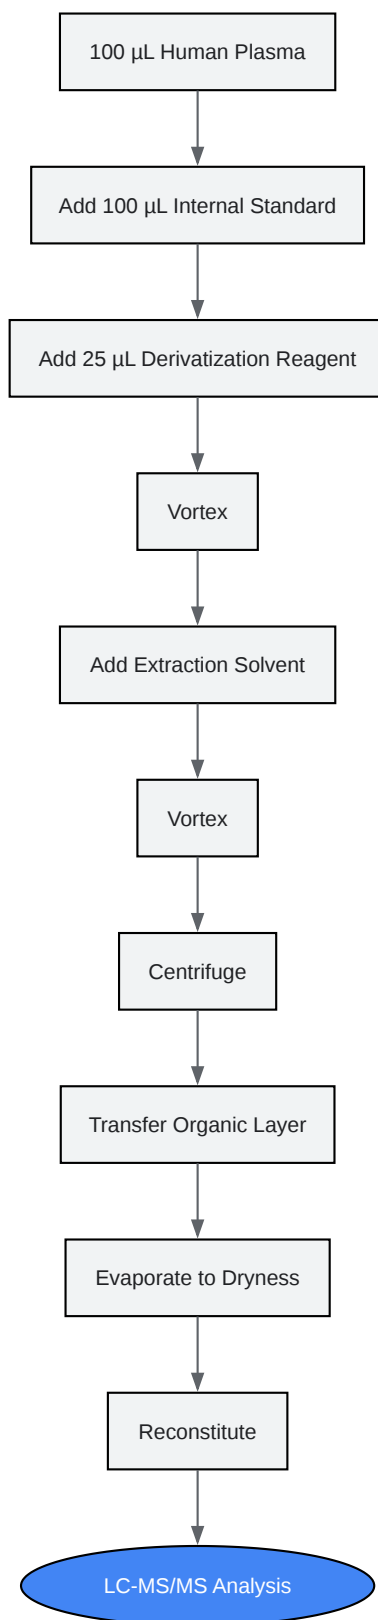 100 µL Human Plasma
Add 100 µL Internal Standard
Add 25 µL Derivatization Reagent
Vortex
Add Extraction Solvent
Vortex
Centrifuge
Transfer Organic Layer
Evaporate to Dryness
Reconstitute
LC-MS/MS Analysis